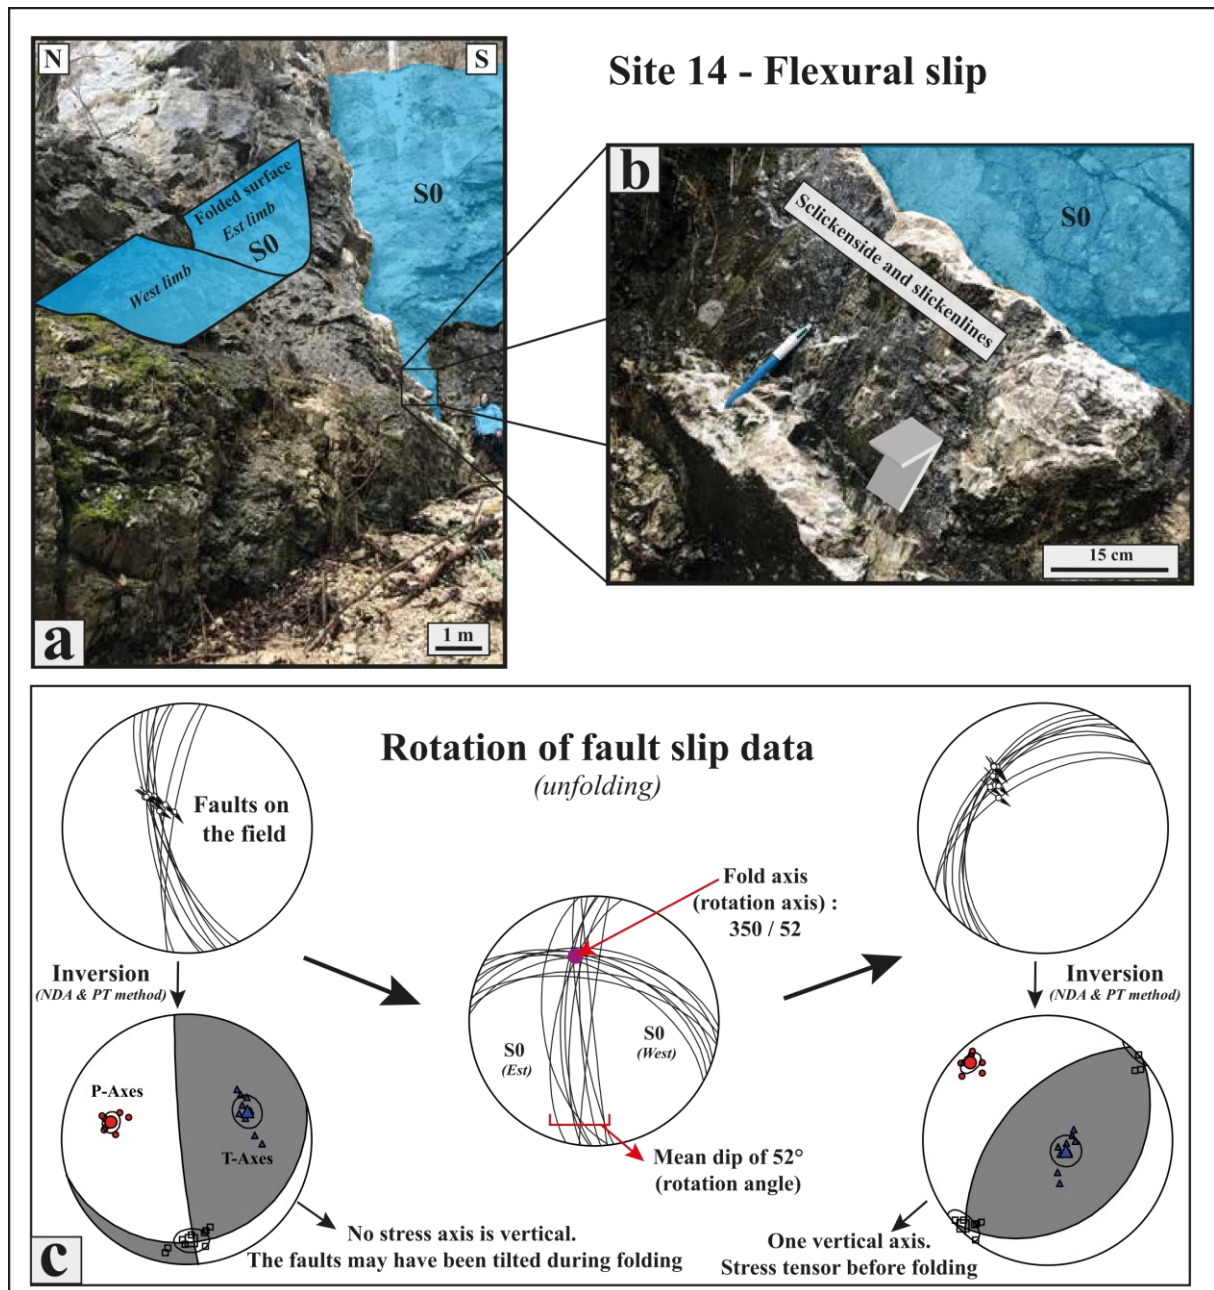 N
S
Site 14 - Flexural slip
Folded surface
Est limb
S0
West limb
S0
1 m
a
b
S0
Sclickenside and slickenlines
15 cm
Rotation of fault slip data
(unfolding)
Faults on
the field
Fold axis
(rotation axis) :
350 / 52
Inversion
(NDA & PT method)
Inversion
(NDA & PT method)
S0
(Est)
S0
(West)
P-Axes
T-Axes
Mean dip of 52°
(rotation angle)
No stress axis is vertical.
The faults may have been tilted during folding
One vertical axis.
Stress tensor before folding
c